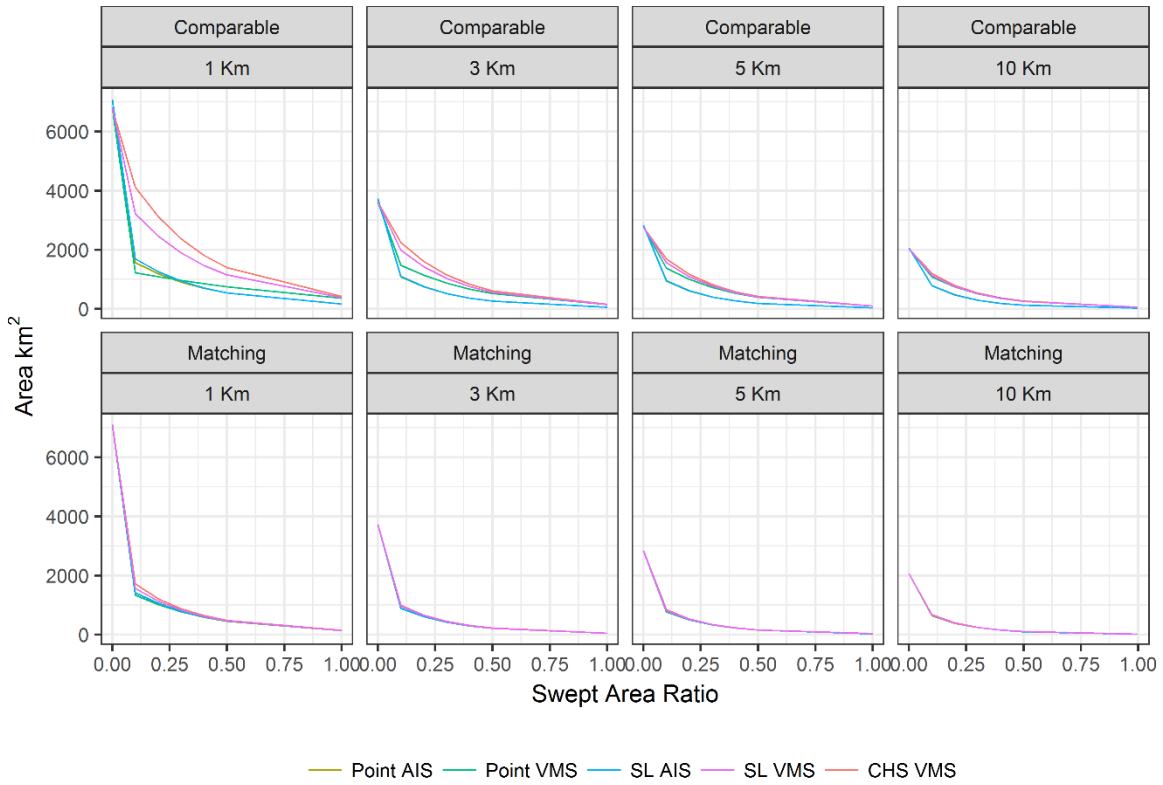 Comparable Comparable Comparable Comparable
1 Km 3 Km 5 Km 10 Km
6000
4000
2000
0
Matching Matching Matching Matching
1 Km 3 Km 5 Km 10 Km
6000
4000
2000
0
0.00 0.25 0.50 0.75 1.00 0.00 0.25 0.50 0.75 1.00 0.00 0.25 0.50 0.75 1.00 0.00 0.25 0.50 0.75 1.00
Area km²
Swept Area Ratio
Point AIS Point VMS SL AIS SL VMS CHS VMS